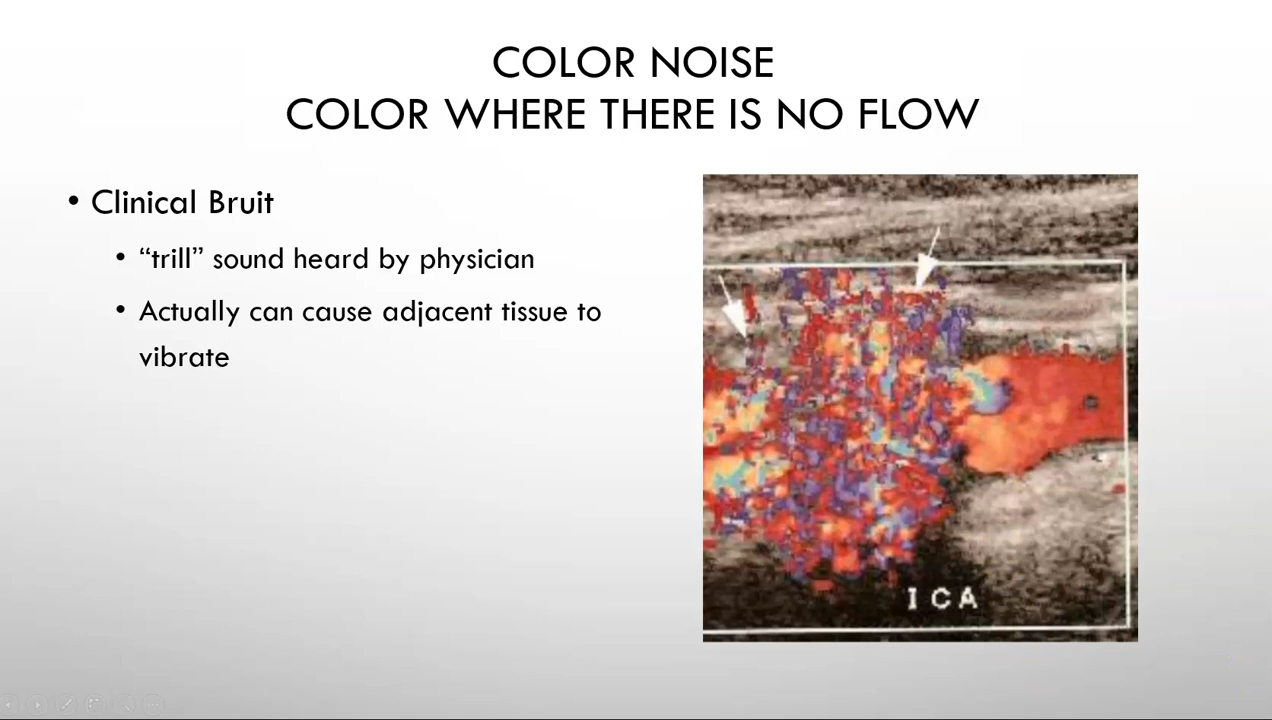 COLOR NOISE
COLOR WHERE THERE IS NO FLOW
• Clinical Bruit
• “trill” sound heard by physician
• Actually can cause adjacent tissue to
vibrate
ICA